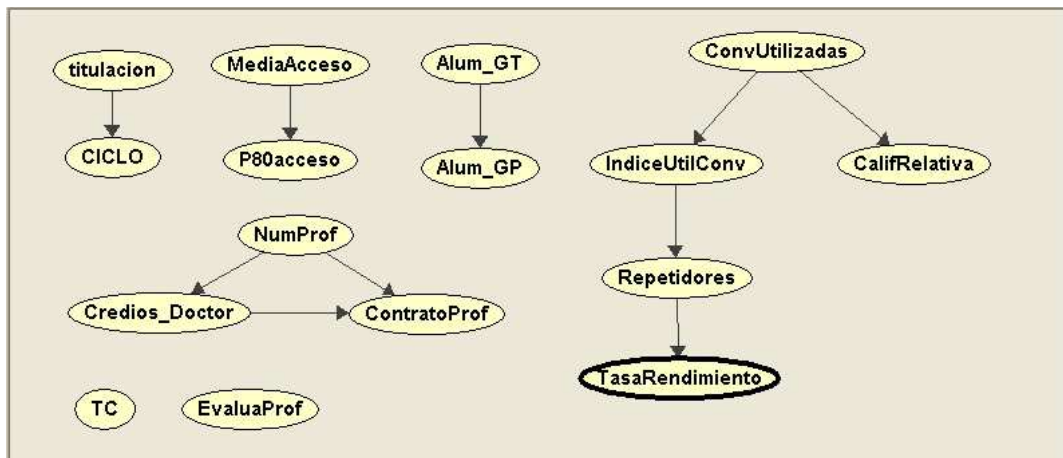 titulacion
MediaAcceso
Alum_GT
ConvUtilizadas
CICLO
P80acceso
Alum_GP
IndiceUtilConv
CalifRelativa
NumProf
Repetidores
Credios_Doctor
ContratoProf
TasaRendimiento
TC
EvaluaProf